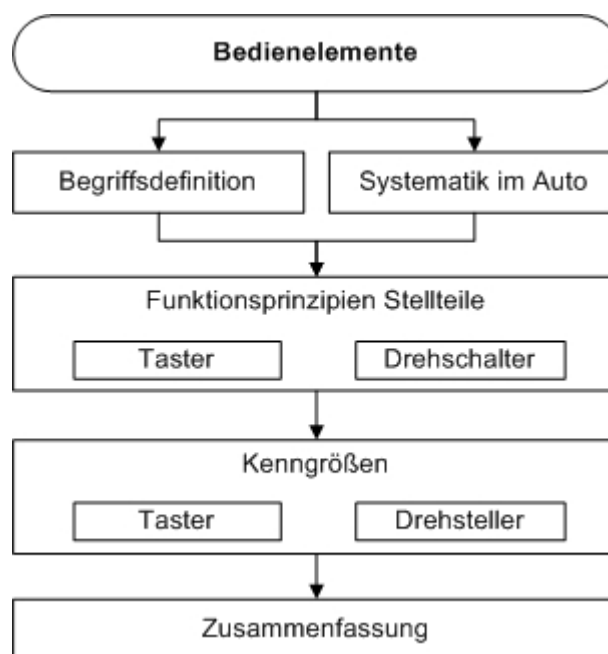 Bedienelemente
Begriffsdefinition
Systematik im Auto
Funktionsprinzipien Stellteile
Taster
Drehschalter
Kenngrößen
Taster
Drehsteller
Zusammenfassung